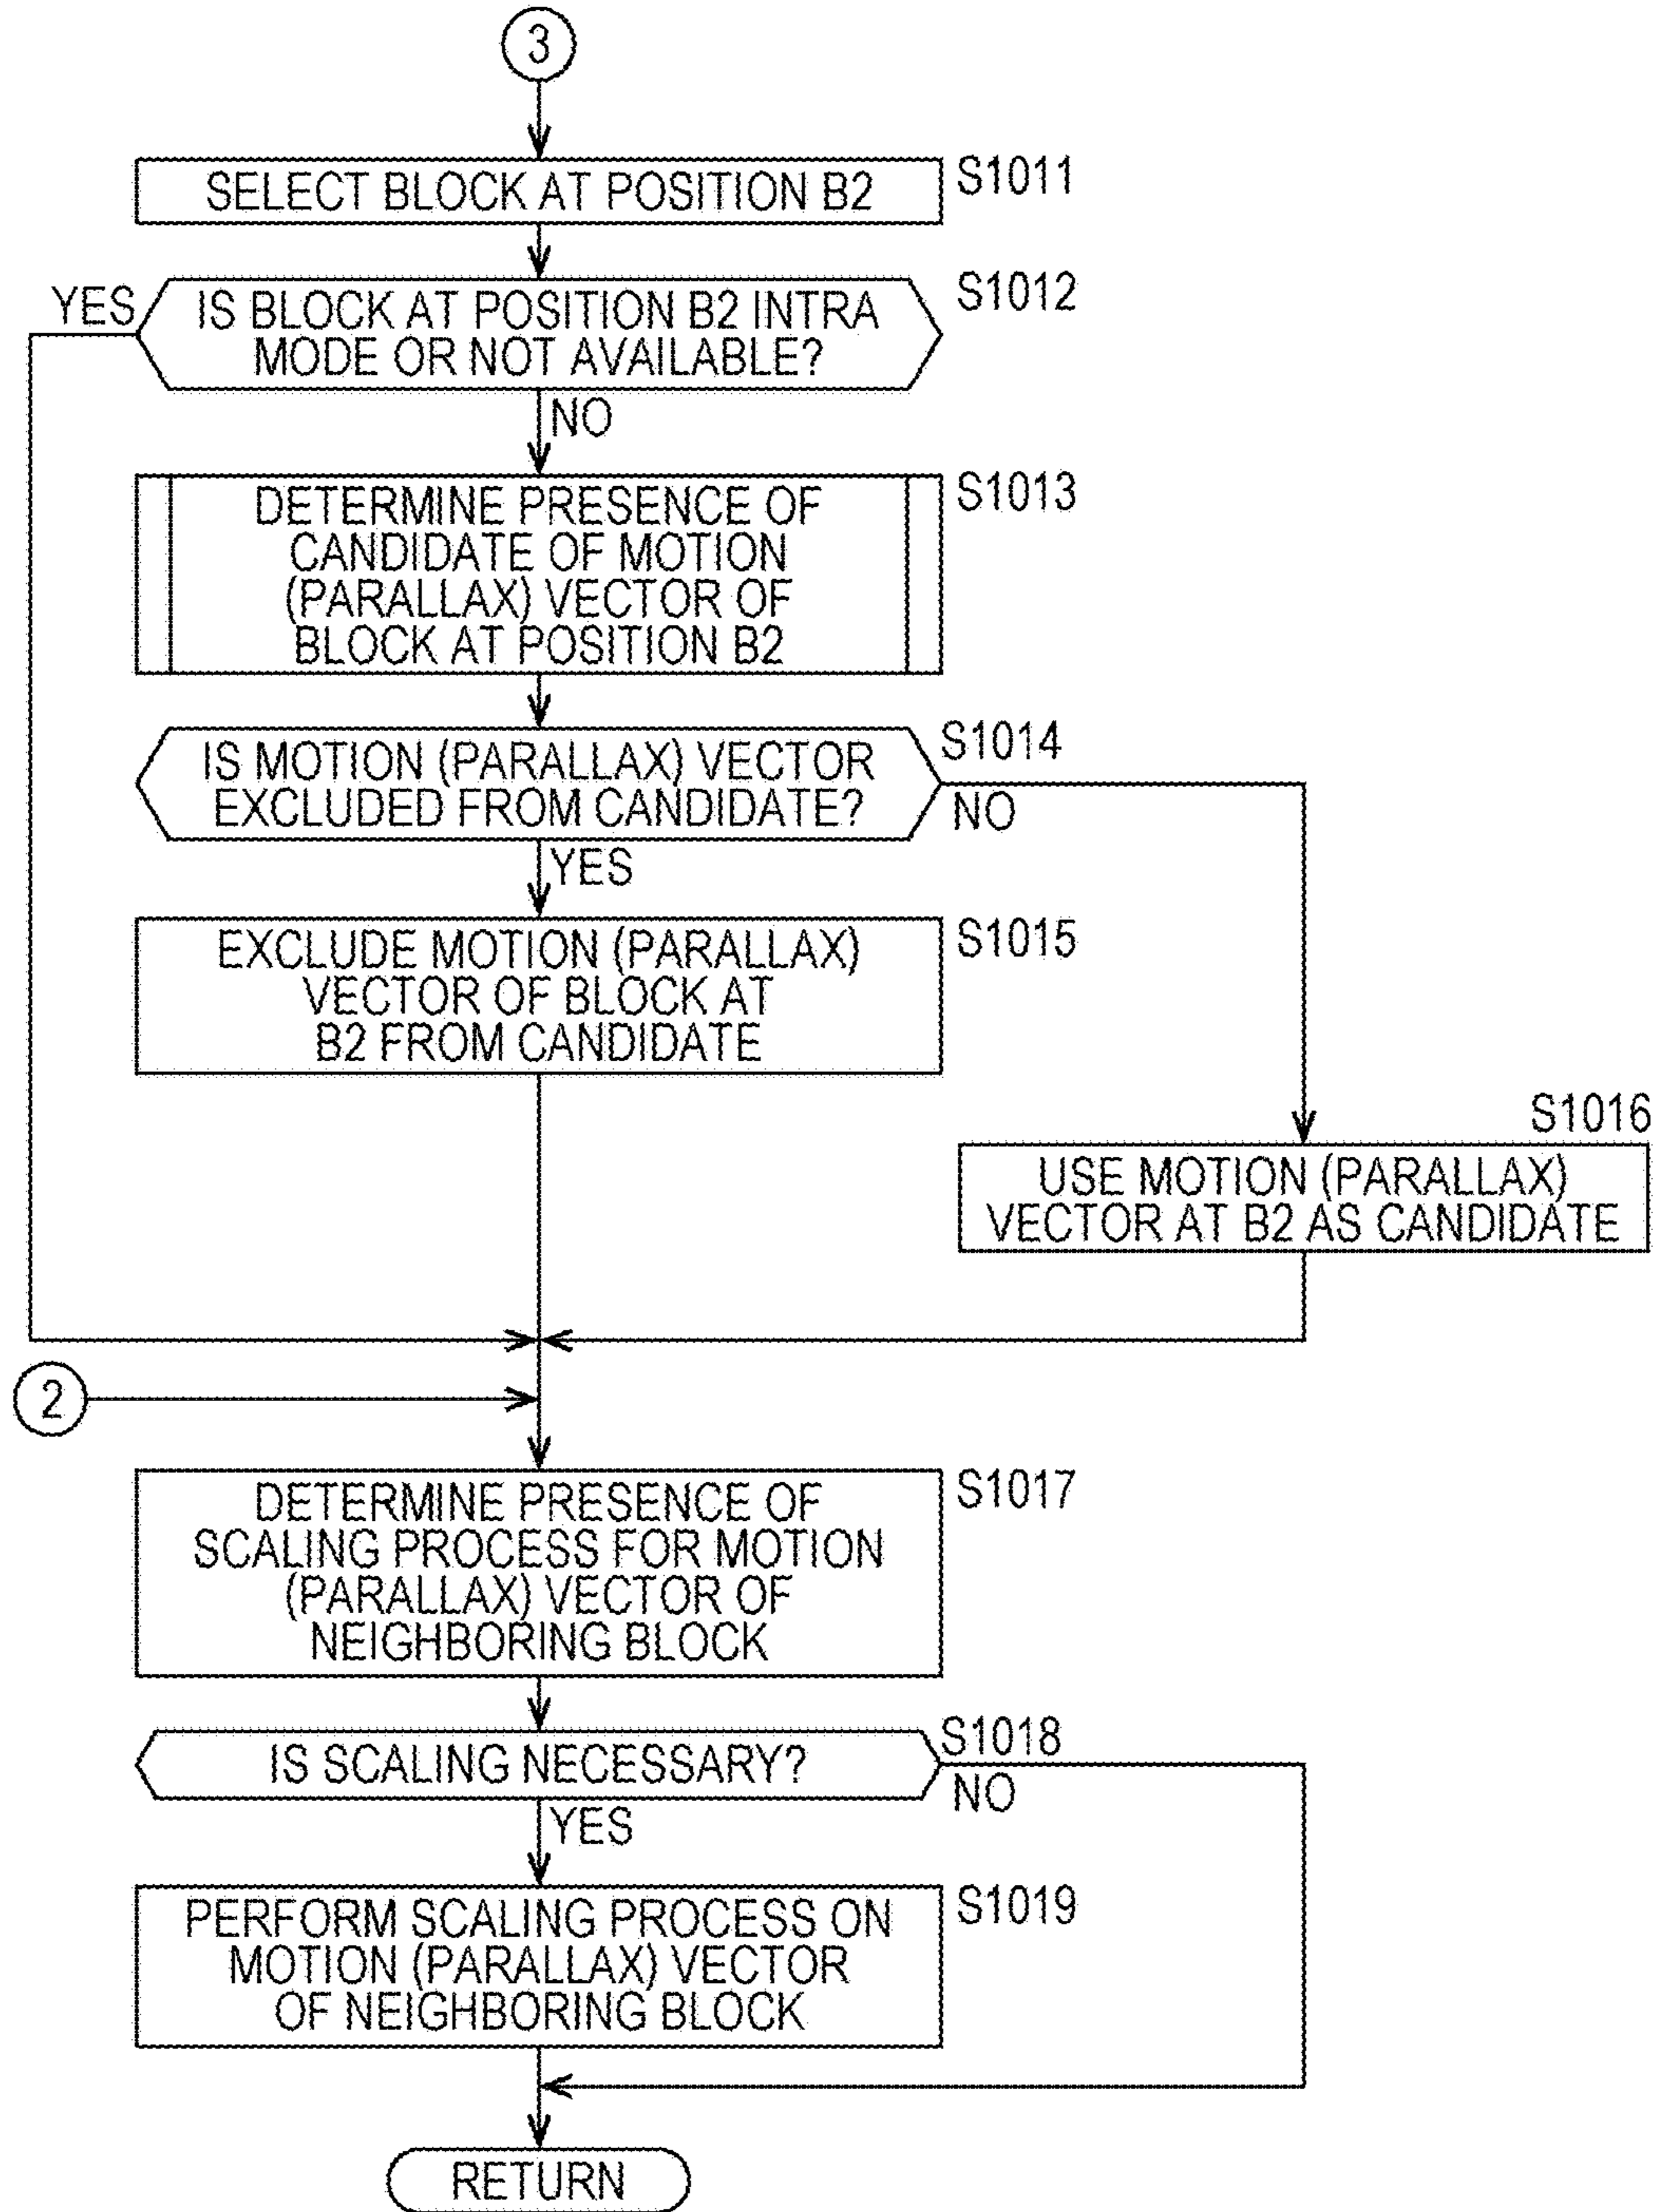 3
SELECT BLOCK AT POSITION B2
S1011
YES
IS BLOCK AT POSITION B2 INTRA
MODE OR NOT AVAILABLE?
S1012
NO
DETERMINE PRESENCE OF
CANDIDATE OF MOTION
(PARALLAX) VECTOR OF
BLOCK AT POSITION B2
S1013
IS MOTION (PARALLAX) VECTOR
EXCLUDED FROM CANDIDATE?
S1014
NO
YES
EXCLUDE MOTION (PARALLAX)
VECTOR OF BLOCK AT
B2 FROM CANDIDATE
S1015
S1016
USE MOTION (PARALLAX)
VECTOR AT B2 AS CANDIDATE
2
DETERMINE PRESENCE OF
SCALING PROCESS FOR MOTION
(PARALLAX) VECTOR OF
NEIGHBORING BLOCK
S1017
IS SCALING NECESSARY?
S1018
NO
YES
PERFORM SCALING PROCESS ON
MOTION (PARALLAX) VECTOR
OF NEIGHBORING BLOCK
S1019
RETURN